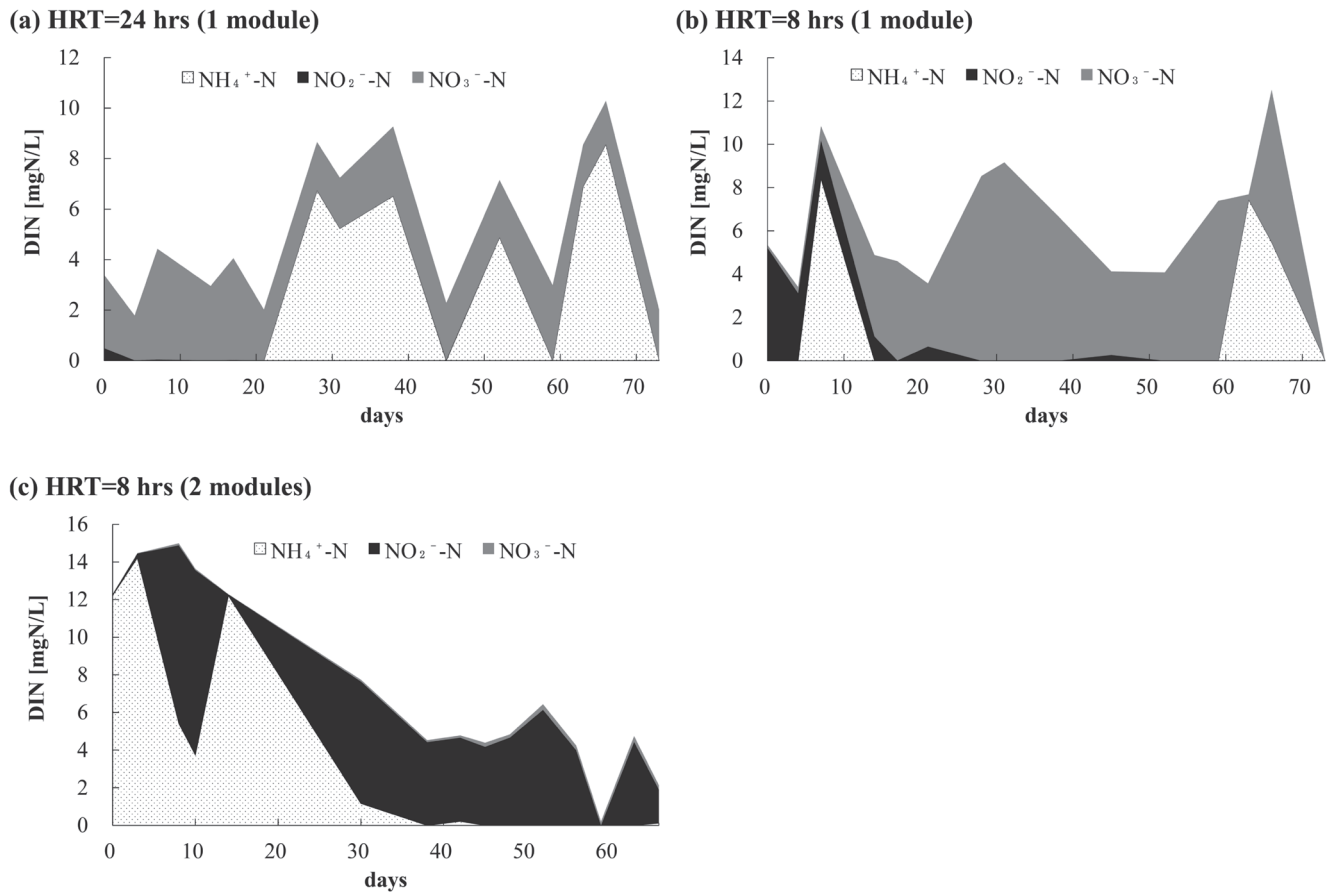 (a) HRT=24 hrs (1 module)
12
10
8
6
4
2
0
DIN [mgN/L]
NH₄⁺-N NO₂⁻-N NO₃⁻-N
0 10 20 30 40 50 60 70
days
(b) HRT=8 hrs (1 module)
14
12
10
8
6
4
2
0
DIN [mgN/L]
NH₄⁺-N NO₂⁻-N NO₃⁻-N
0 10 20 30 40 50 60 70
days
(c) HRT=8 hrs (2 modules)
16
14
12
10
8
6
4
2
0
DIN [mgN/L]
NH₄⁺-N NO₂⁻-N NO₃⁻-N
0 10 20 30 40 50 60
days